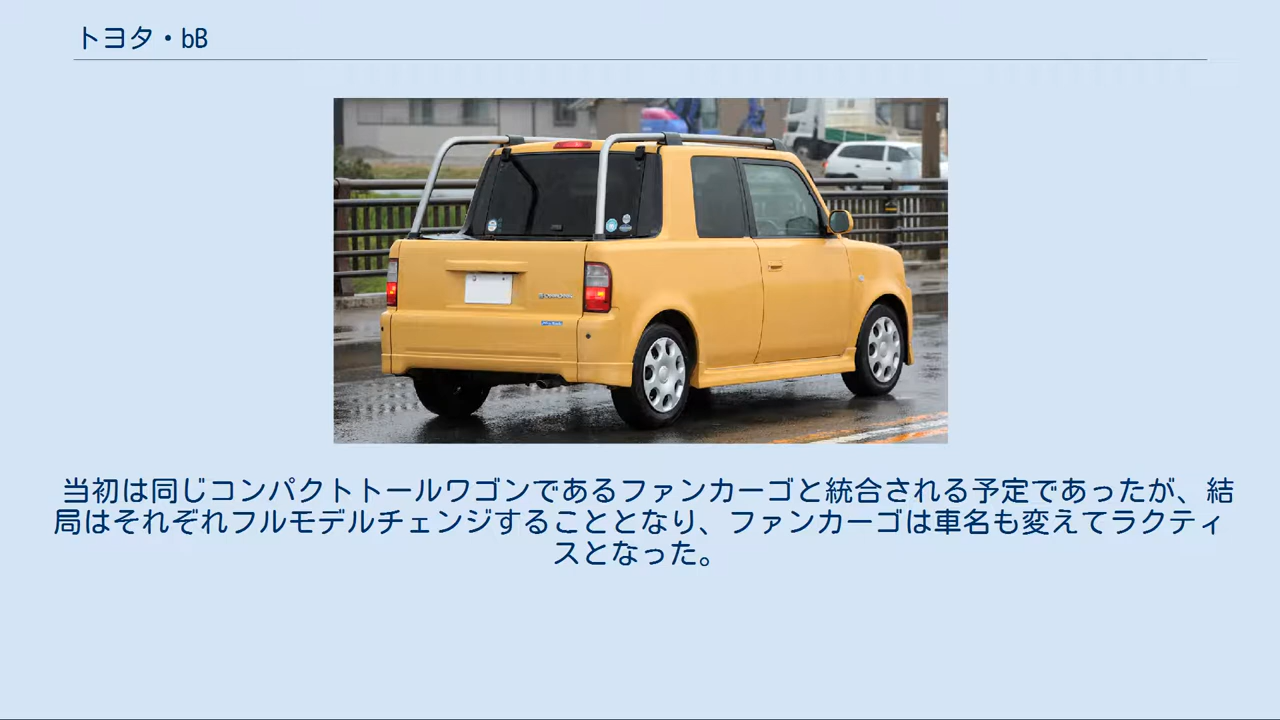 トヨタ・bB
当初は同じコンパクトトールワゴンであるファンカーゴと統合される予定であったが、結
局はそれぞれフルモデルチェンジすることとなり、ファンカーゴは車名も変えてラクティ
スとなった。